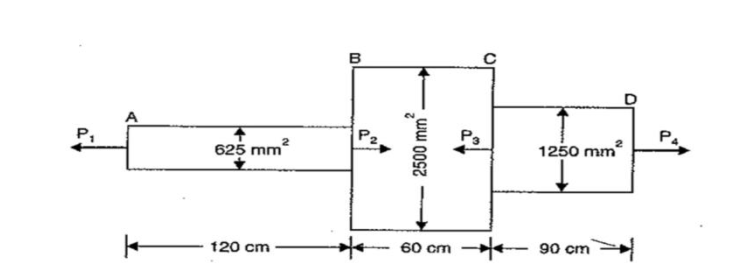 B
C
A
D
P₁
625 mm²
P₂
2500 mm²
P₃
1250 mm²
P₄
120 cm
60 cm
90 cm